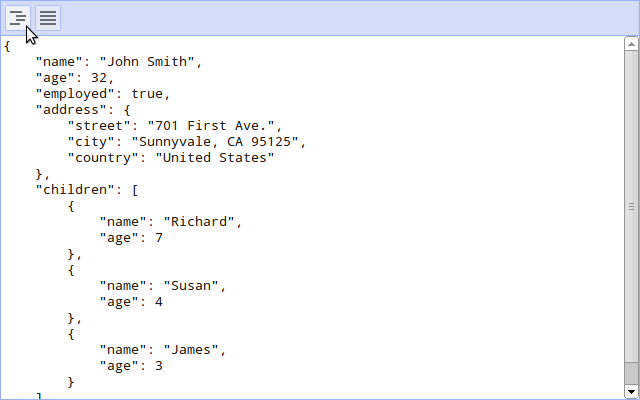 {
    "name": "John Smith",
    "age": 32,
    "employed": true,
    "address": {
        "street": "701 First Ave.",
        "city": "Sunnyvale, CA 95125",
        "country": "United States"
    },
    "children": [
        {
            "name": "Richard",
            "age": 7
        },
        {
            "name": "Susan",
            "age": 4
        },
        {
            "name": "James",
            "age": 3
        }
    ]